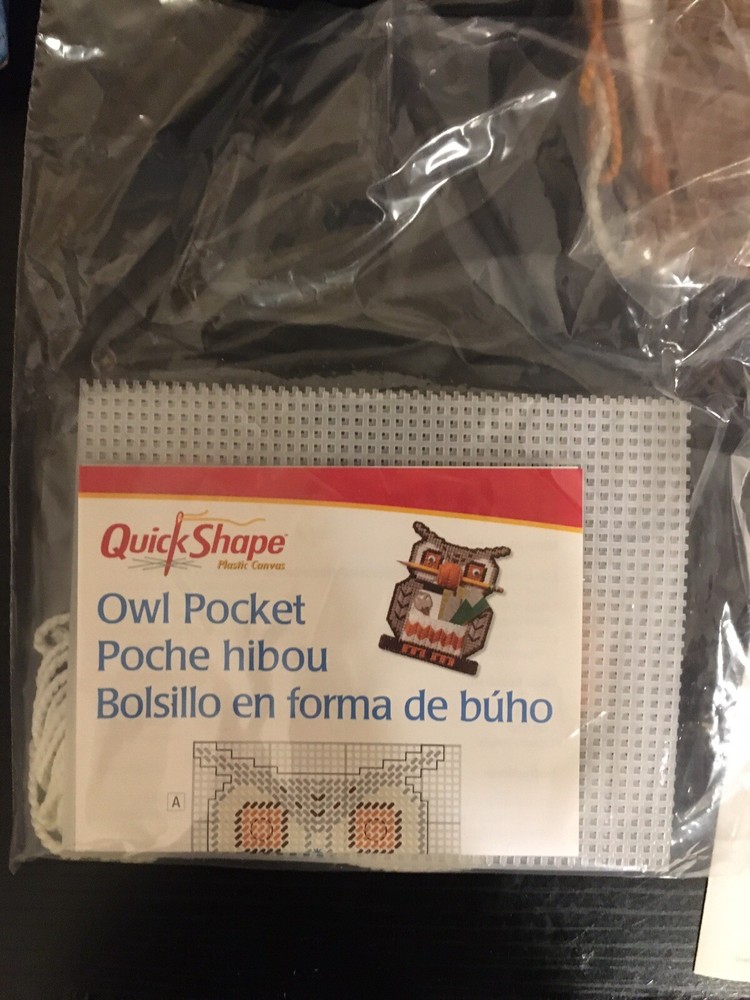 QuickShape
Plastic Canvas
Owl Pocket
Poche hibou
Bolsillo en forma de búho
A